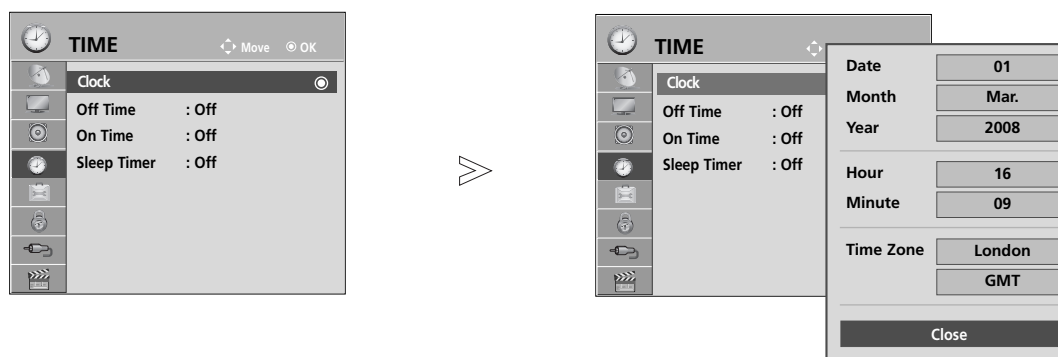 TIME
Move OK
Clock
Off Time : Off
On Time : Off
Sleep Timer : Off
TIME
Clock
Off Time : Off
On Time : Off
Sleep Timer : Off
Date 01
Month Mar.
Year 2008
Hour 16
Minute 09
Time Zone London
GMT
Close